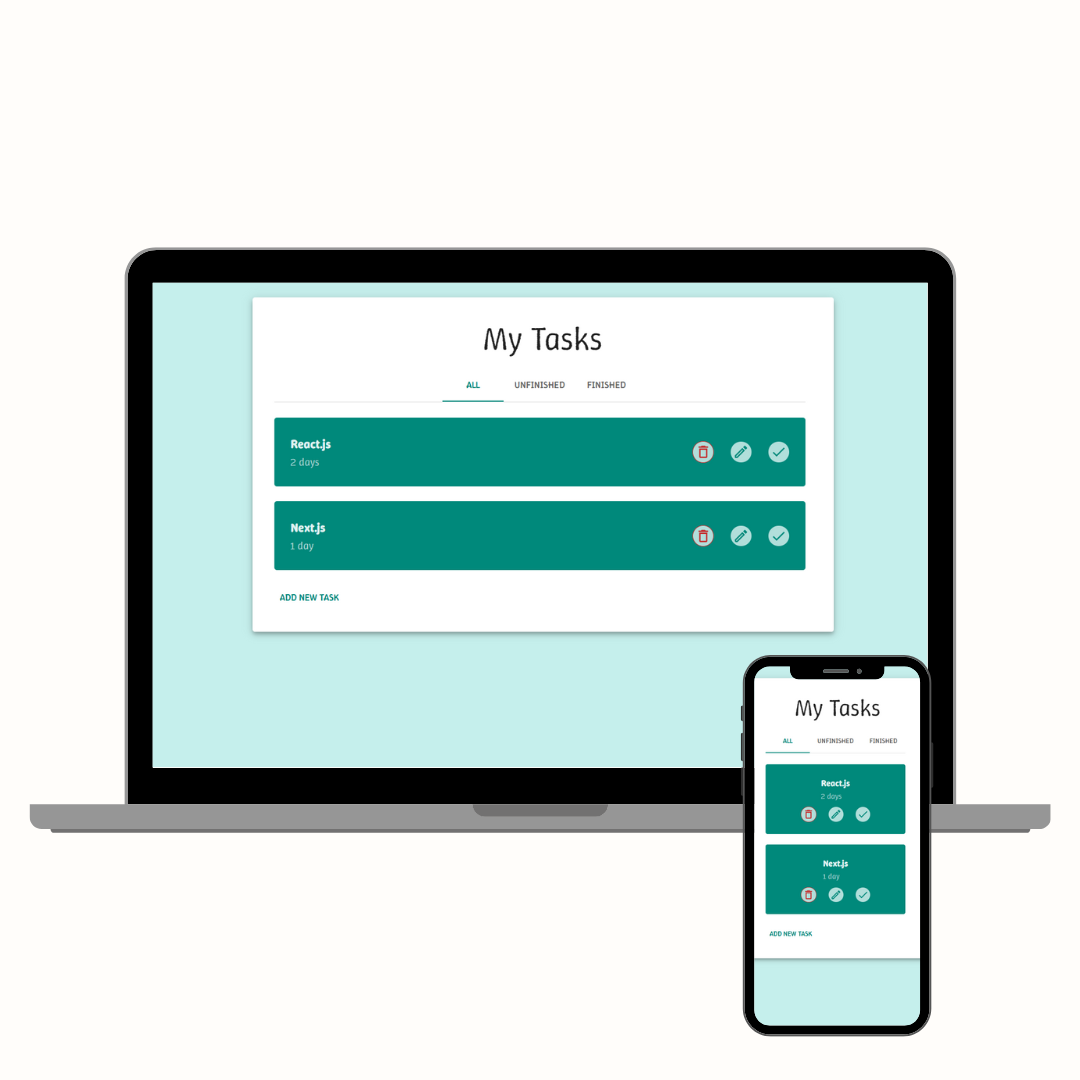 My Tasks
ALL UNFINISHED FINISHED
React.js
2 days
Next.js
1 day
ADD NEW TASK
My Tasks
ALL UNFINISHED FINISHED
React.js
2 days
Next.js
1 day
ADD NEW TASK